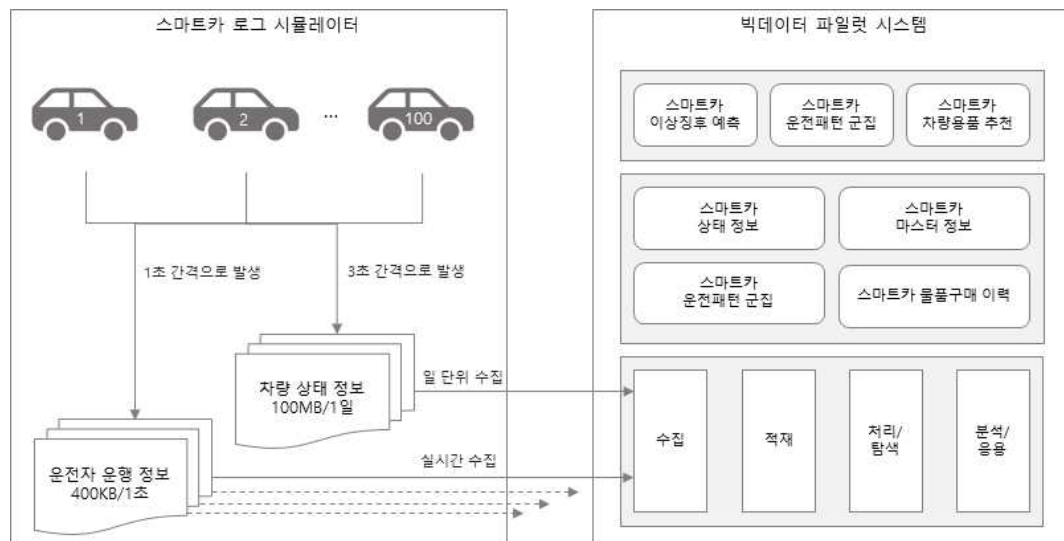 스마트카 로그 시뮬레이터
1
2
...
100
1초 간격으로 발생
3초 간격으로 발생
차량 상태 정보
100MB/1일
운전자 운행 정보
400KB/1초
일 단위 수집
실시간 수집
빅데이터 파일럿 시스템
스마트카
이상징후 예측
스마트카
운전패턴 군집
스마트카
차량용품 추천
스마트카
상태 정보
스마트카
마스터 정보
스마트카
운전패턴 군집
스마트카 물품구매 이력
수집
적재
처리/
탐색
분석/
응용